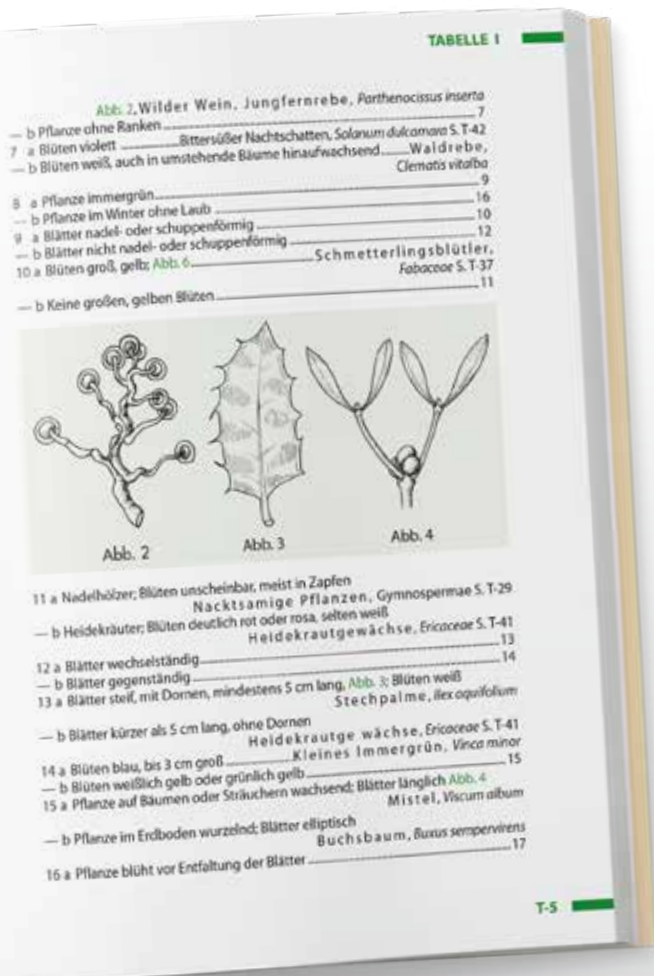 TABELLE I
Abb. 2, Wilder Wein, Jungfernrebe, Parthenocissus inserta
— b Pflanze ohne Ranken 7
7 a Blüten violett Bittersüßer Nachtschatten, Solanum dulcamara S. T-42
— b Blüten weiß, auch in umstehende Bäume hinaufwachsend Waldrebe,
Clematis vitalba
8 a Pflanze immergrün 9
— b Pflanze im Winter ohne Laub 16
9 a Blätter nadel- oder schuppenförmig 10
— b Blätter nicht nadel- oder schuppenförmig 12
10 a Blüten groß, gelb; Abb. 6 Schmetterlingsblütler,
Fabaceae S. T-37
— b Keine großen, gelben Blüten 11
Abb. 2
Abb. 3
Abb. 4
11 a Nadelhölzer; Blüten unscheinbar, meist in Zapfen
Nacktsamige Pflanzen, Gymnospermae S. T-29
— b Heidekräuter; Blüten deutlich rot oder rosa, selten weiß
Heidekrautgewächse, Ericaceae S. T-41
12 a Blätter wechselständig 13
— b Blätter gegenständig 14
13 a Blätter steif, mit Dornen, mindestens 5 cm lang, Abb. 3; Blüten weiß
Stechpalme, Ilex aquifolium
— b Blätter kürzer als 5 cm lang, ohne Dornen
Heidekrautge wächse, Ericaceae S. T-41
14 a Blüten blau, bis 3 cm groß Kleines Immergrün, Vinca minor
— b Blüten weißlich gelb oder grünlich gelb 15
15 a Pflanze auf Bäumen oder Sträuchern wachsend; Blätter länglich Abb. 4
Mistel, Viscum album
— b Pflanze im Erdboden wurzelnd; Blätter elliptisch
Buchsbaum, Buxus sempervirens
16 a Pflanze blüht vor Entfaltung der Blätter 17
T-5